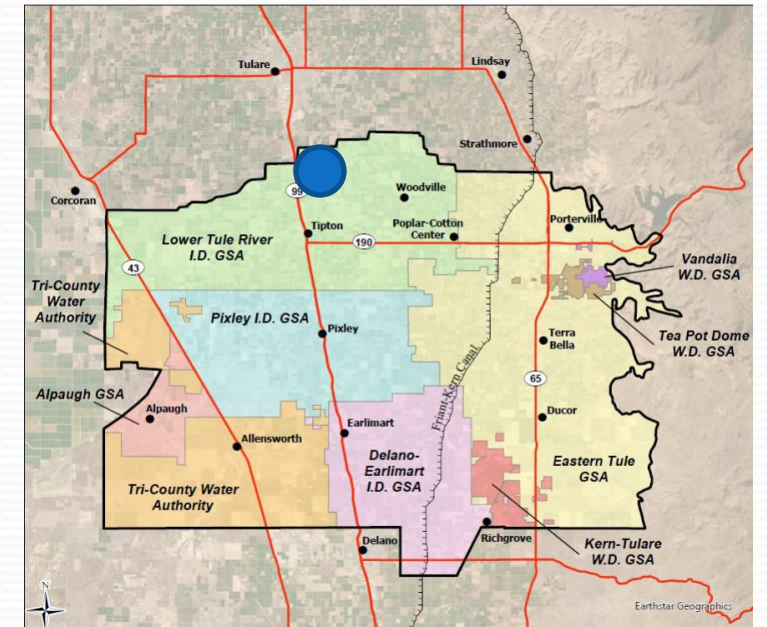 Tulare
Lindsay
Strathmore
Corcoran
99
Woodville
Porterville
Tipton
Poplar-Cotton
Center
190
Lower Tule River
I.D. GSA
43
Vandalia
W.D. GSA
Tri-County
Water
Authority
Pixley I.D. GSA
Pixley
Terra
Bella
Tea Pot Dome
W.D. GSA
Friant-Kern Canal
65
Alpaugh GSA
Alpaugh
Ducor
Earlimart
Allensworth
Delano-
Earlimart
I.D. GSA
Eastern Tule
GSA
Tri-County Water
Authority
Delano
Richgrove
Kern-Tulare
W.D. GSA
N
Earthstar Geographics